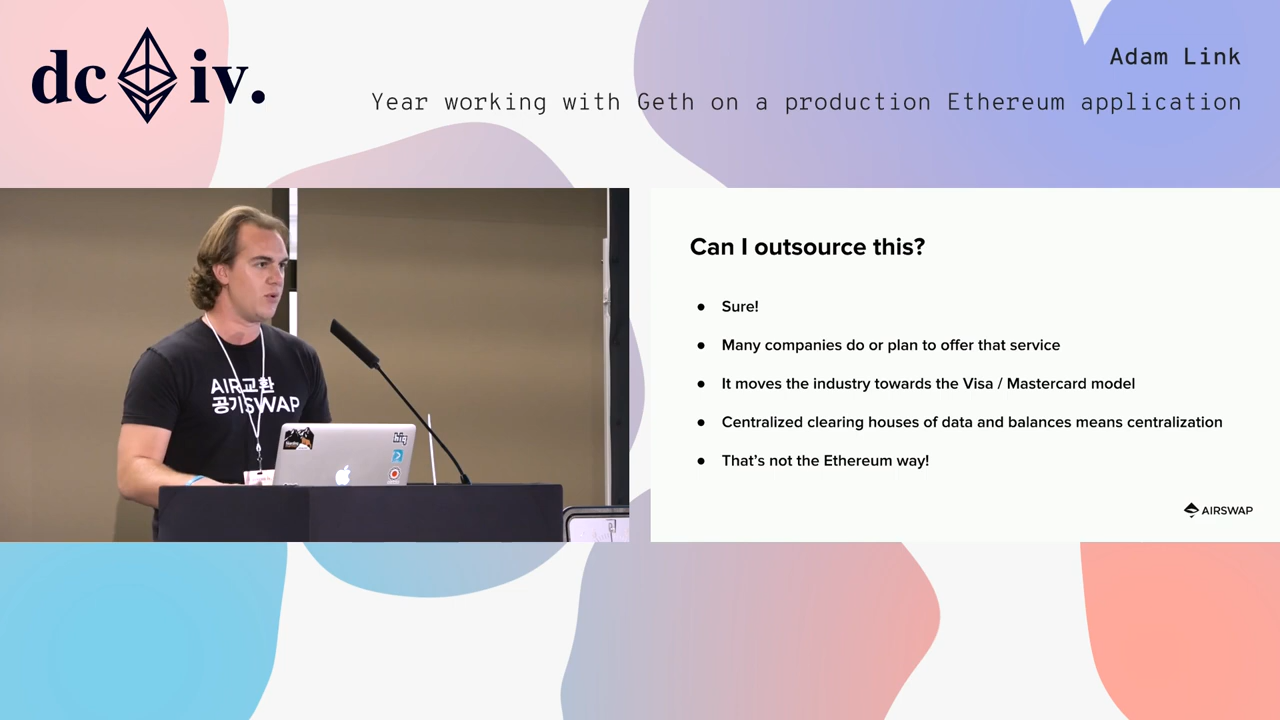 dc iv.
Adam Link
Year working with Geth on a production Ethereum application
AIR교환
공기SWAP
hiq
Can I outsource this?
● Sure!
● Many companies do or plan to offer that service
● It moves the industry towards the Visa / Mastercard model
● Centralized clearing houses of data and balances means centralization
● That's not the Ethereum way!
AIRSWAP